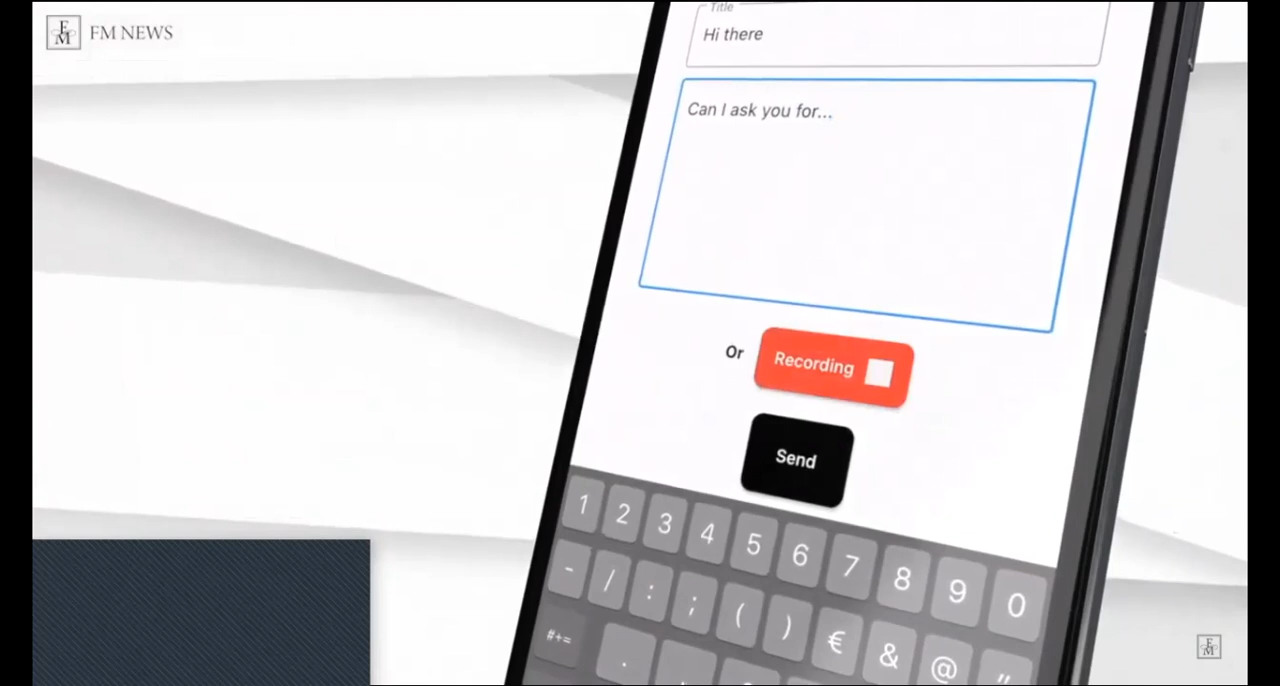 FM NEWS
Title
Hi there
Can I ask you for...
Or
Recording
Send
1 2 3 4 5 6 7 8 9 0
- / : ; ( ) € & @ "
#+= .
FM